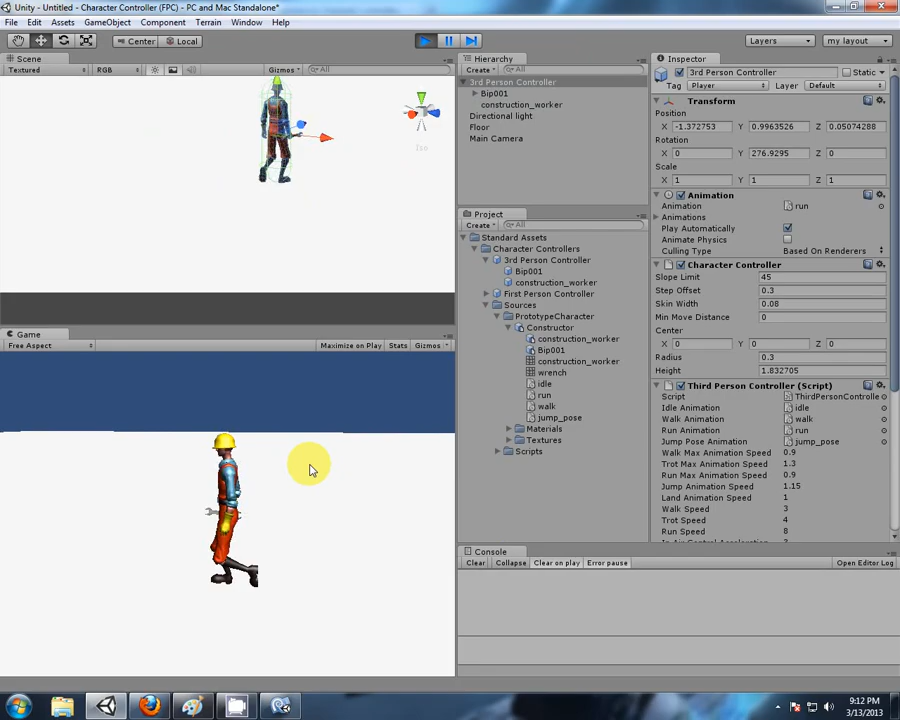 Unity - Untitled - Character Controller (FPC) - PC and Mac Standalone*
File Edit Assets GameObject Component Terrain Window Help
Center Local Layers my layout
Scene
Textured RGB Gizmos All
Iso
Game
Free Aspect Maximize on Play Stats Gizmos
Hierarchy
Create All
3rd Person Controller
Bip001
construction_worker
Directional light
Floor
Main Camera
Project
Create All
Standard Assets
Character Controllers
3rd Person Controller
Bip001
construction_worker
First Person Controller
Sources
PrototypeCharacter
Constructor
construction_worker
Bip001
construction_worker
wrench
idle
run
walk
jump_pose
Materials
Textures
Scripts
Console
Clear Collapse Clear on play Error pause Open Editor Log
Inspector
3rd Person Controller Static
Tag Player Layer Default
Transform
Position
X -1.372753 Y 0.9963526 Z 0.05074288
Rotation
X 0 Y 276.9295 Z 0
Scale
X 1 Y 1 Z 1
Animation
Animation run
Animations
Play Automatically
Animate Physics
Culling Type Based On Renderers
Character Controller
Slope Limit 45
Step Offset 0.3
Skin Width 0.08
Min Move Distance 0
Center
X 0 Y 0 Z 0
Radius 0.3
Height 1.832705
Third Person Controller (Script)
Script ThirdPersonControlle
Idle Animation idle
Walk Animation walk
Run Animation run
Jump Pose Animation jump_pose
Walk Max Animation Speed 0.9
Trot Max Animation Speed 1.3
Run Max Animation Speed 0.9
Jump Animation Speed 1.15
Land Animation Speed 1
Walk Speed 3
Trot Speed 4
Run Speed 8
In Air Control Acceleration 3
9:12 PM
3/13/2013